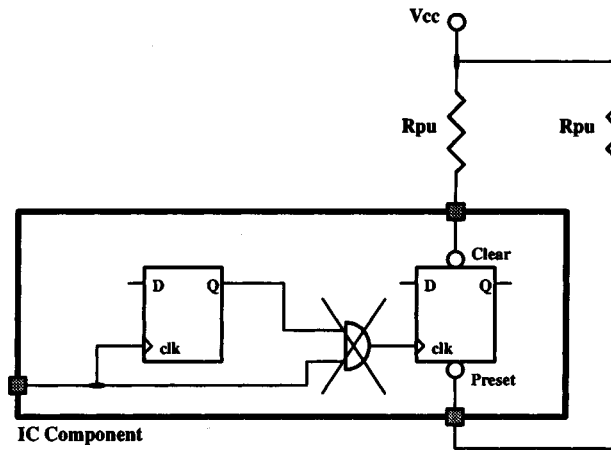 Vcc
Rpu
Rpu
Clear
D
Q
D
Q
clk
clk
Preset
IC Component